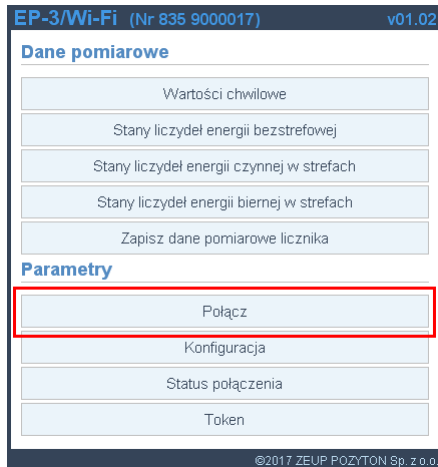 EP-3/Wi-Fi (Nr 835 9000017) v01.02
Dane pomiarowe
Wartości chwilowe
Stany liczydeł energii bezstrefowej
Stany liczydeł energii czynnej w strefach
Stany liczydeł energii biernej w strefach
Zapisz dane pomiarowe licznika
Parametry
Połącz
Konfiguracja
Status połączenia
Token
©2017 ZEUP POZYTON Sp. z o.o.